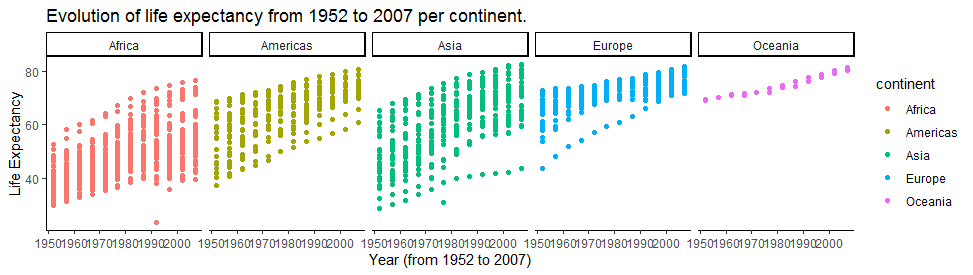 Evolution of life expectancy from 1952 to 2007 per continent.
Africa Americas Asia Europe Oceania
80
60
40
Life Expectancy
1950 1960 1970 1980 1990 2000 1950 1960 1970 1980 1990 2000 1950 1960 1970 1980 1990 2000 1950 1960 1970 1980 1990 2000 1950 1960 1970 1980 1990 2000
Year (from 1952 to 2007)
continent
Africa
Americas
Asia
Europe
Oceania